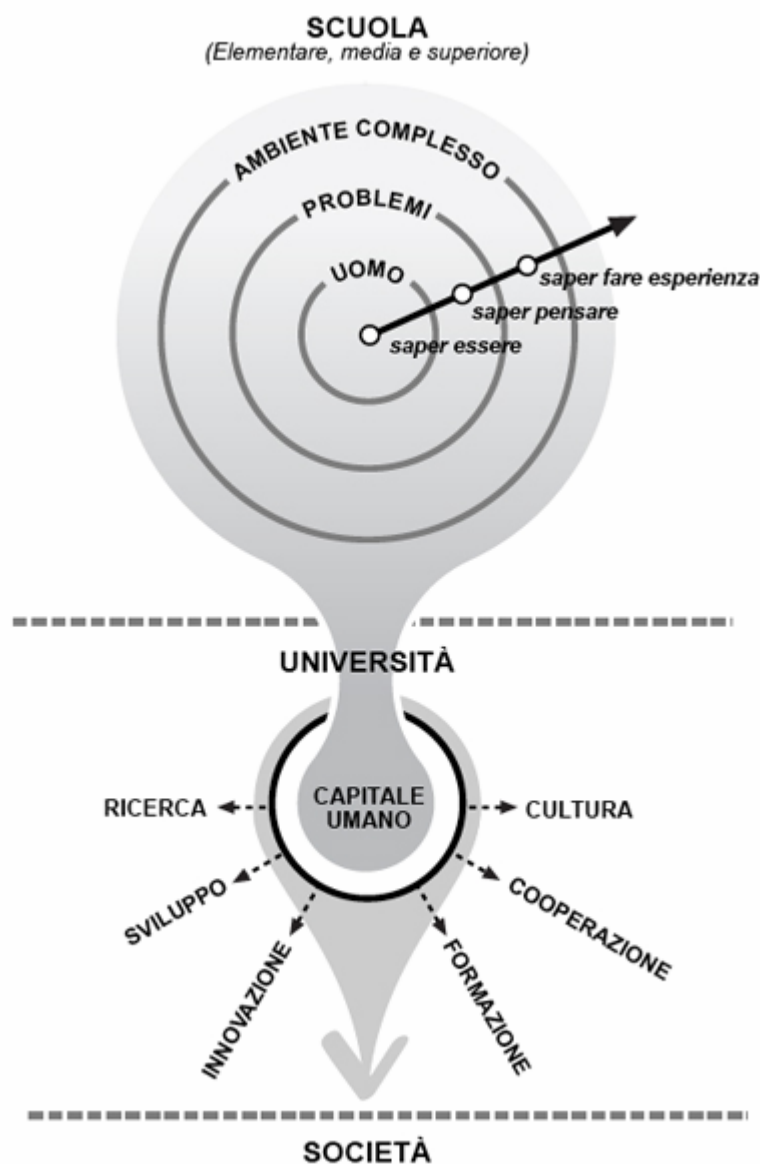 SCUOLA
(Elementare, media e superiore)
AMBIENTE COMPLESSO
PROBLEMI
UOMO
saper fare esperienza
saper pensare
saper essere
UNIVERSITÀ
CAPITALE
UMANO
RICERCA
CULTURA
SVILUPPO
COOPERAZIONE
INNOVAZIONE
FORMAZIONE
SOCIETÀ